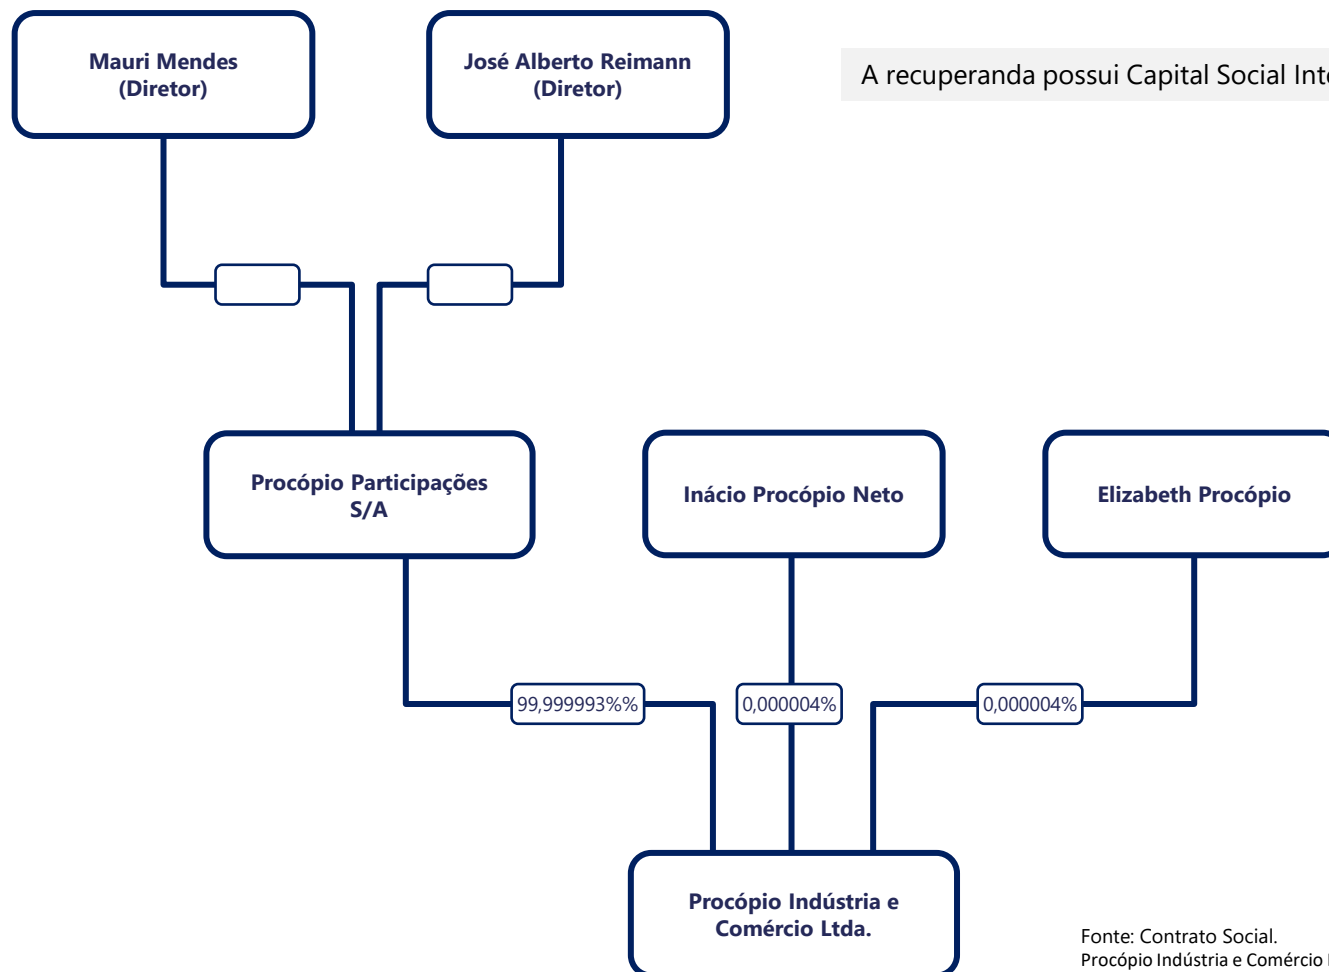 Mauri Mendes
(Diretor)
José Alberto Reimann
(Diretor)
A recuperanda possui Capital Social
Procópio Participações
S/A
Inácio Procópio Neto
Elizabeth Procópio
99,999993%%
0,000004%
0,000004%
Procópio Indústria e
Comércio Ltda.
Fonte: Contrato Social.
Procópio Indústria e Comércio